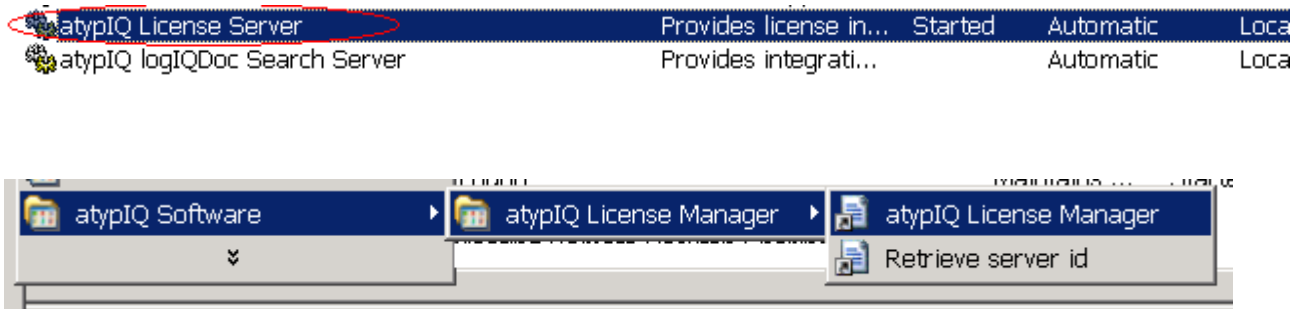 atypIQ License Server Provides license in... Started Automatic Loca
atypIQ logIQDoc Search Server Provides integrati... Automatic Loca
atypIQ Software atypIQ License Manager atypIQ License Manager
Retrieve server id